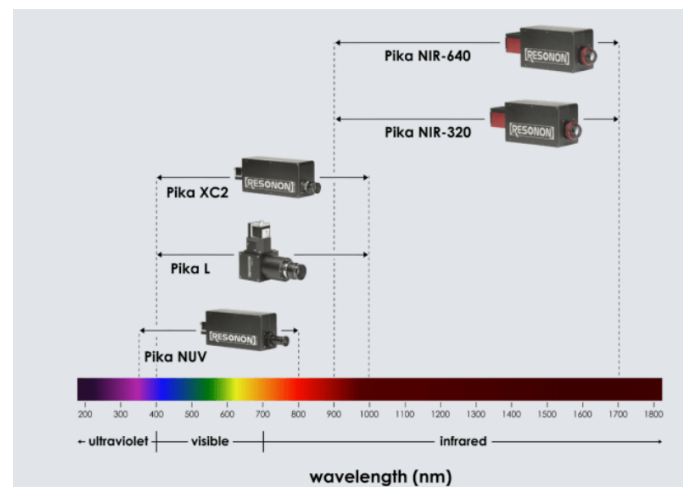 Pika NIR-640
[RESONON]
Pika NIR-320
[RESONON]
Pika XC2
[RESONON]
Pika L
Pika NUV
[RESONON]
200 300 400 500 600 700 800 900 1000 1100 1200 1300 1400 1500 1600 1700 1800
ultraviolet visible infrared
wavelength (nm)